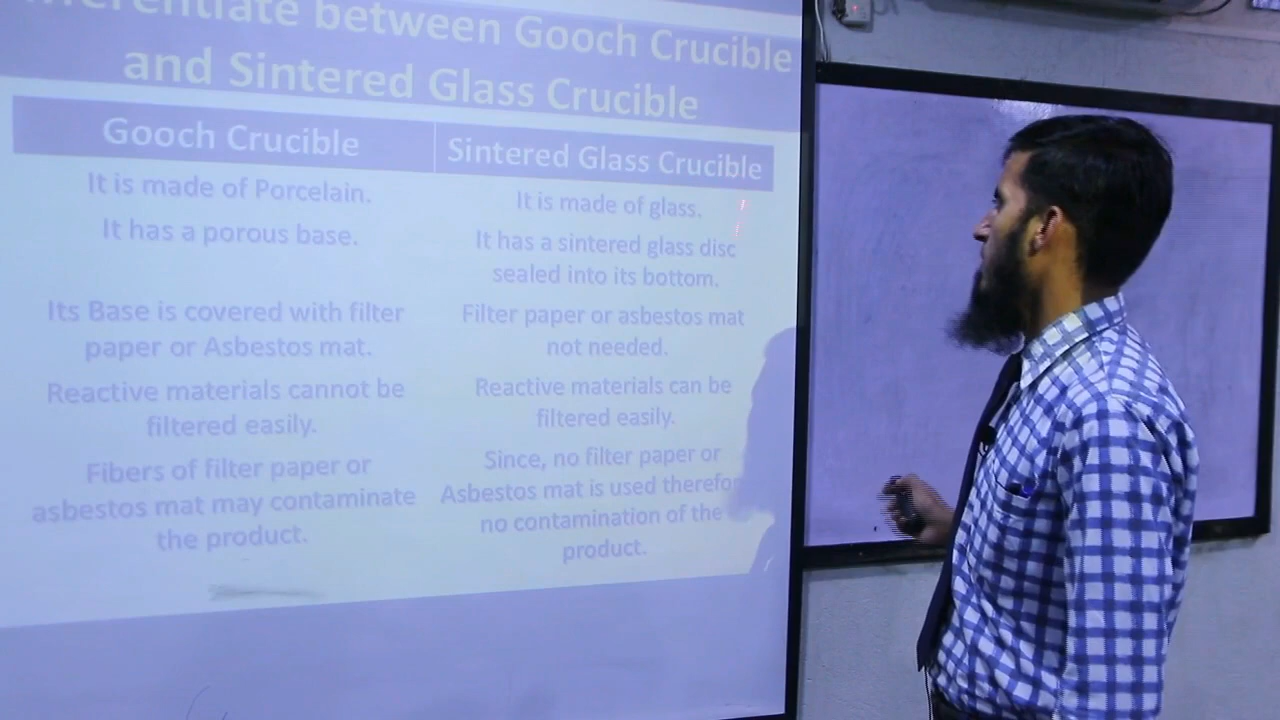 between Gooch Crucible
and Sintered Glass Crucible
Gooch Crucible
Sintered Glass Crucible
It is made of Porcelain.
It is made of glass.
It has a porous base.
It has a sintered glass disc
sealed into its bottom.
Its Base is covered with filter
paper or Asbestos mat.
Filter paper or asbestos mat
not needed.
Reactive materials cannot be
filtered easily.
Reactive materials can be
filtered easily.
Fibers of filter paper or
asbestos mat may contaminate
the product.
Since, no filter paper or
Asbestos mat is used therefor
no contamination of the
product.